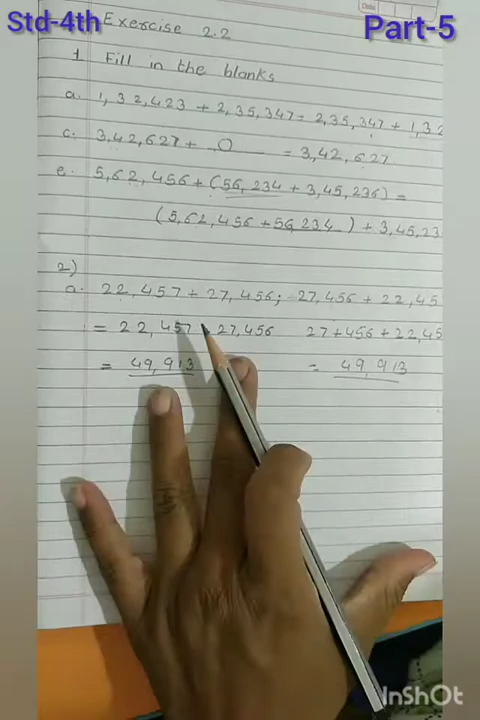 Std-4th
Part-5
Date
Exercise 2.2
1 Fill in the blanks
a. 1,32,423 + 2,35,347 = 2,35,347 + 1,32
c. 3,42,627 + 0 = 3,42,627
e. 5,62,456 + (56,234 + 3,45,236) =
(5,62,456 + 56,234) + 3,45,23
2)
a. 22,457 + 27,456; 27,456 + 22,45
= 22,457 + 27,456 27+456 + 22,45
= 49,913 = 49,913
InShOt